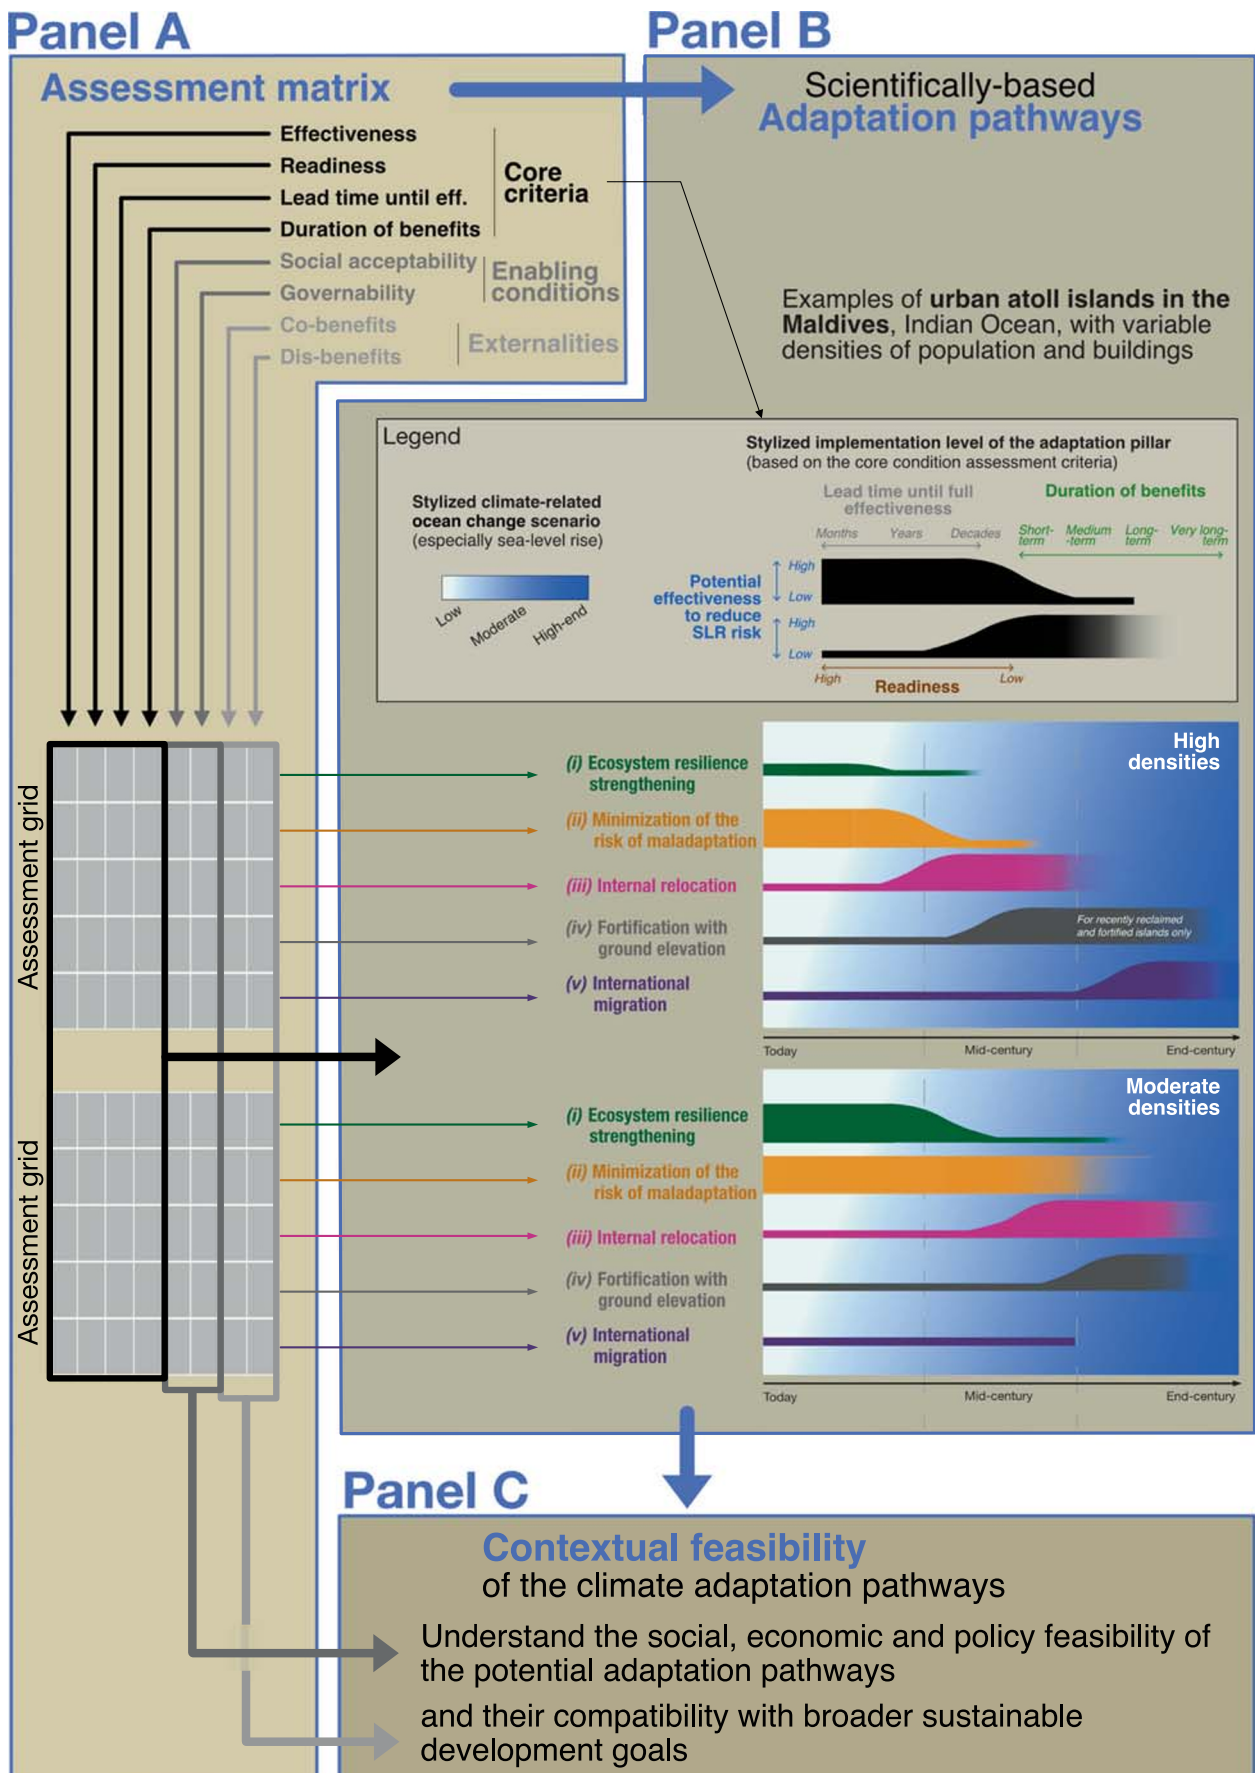 Panel A
Assessment matrix
Effectiveness
Readiness
Lead time until eff.
Duration of benefits
Core
criteria
Social acceptability
Governability
Enabling
conditions
Co-benefits
Dis-benefits
Externalities
Assessment grid
Assessment grid
Panel B
Scientifically-based
Adaptation pathways
Examples of urban atoll islands in the
Maldives, Indian Ocean, with variable
densities of population and buildings
Legend
Stylized climate-related
ocean change scenario
(especially sea-level rise)
Low
Moderate
High-end
Stylized implementation level of the adaptation pillar
(based on the core condition assessment criteria)
Lead time until full
effectiveness
Duration of benefits
Months Years Decades
Short-
term
Medium
-term
Long-
term
Very long-
term
Potential
effectiveness
to reduce
SLR risk
High
Low
High
Low
High
Low
Readiness
High
densities
(i) Ecosystem resilience
strengthening
(ii) Minimization of the
risk of maladaptation
(iii) Internal relocation
(iv) Fortification with
ground elevation
For recently reclaimed
and fortified islands only
(v) International
migration
Today Mid-century End-century
Moderate
densities
(i) Ecosystem resilience
strengthening
(ii) Minimization of the
risk of maladaptation
(iii) Internal relocation
(iv) Fortification with
ground elevation
(v) International
migration
Today Mid-century End-century
Panel C
Contextual feasibility
of the climate adaptation pathways
Understand the social, economic and policy feasibility of
the potential adaptation pathways
and their compatibility with broader sustainable
development goals